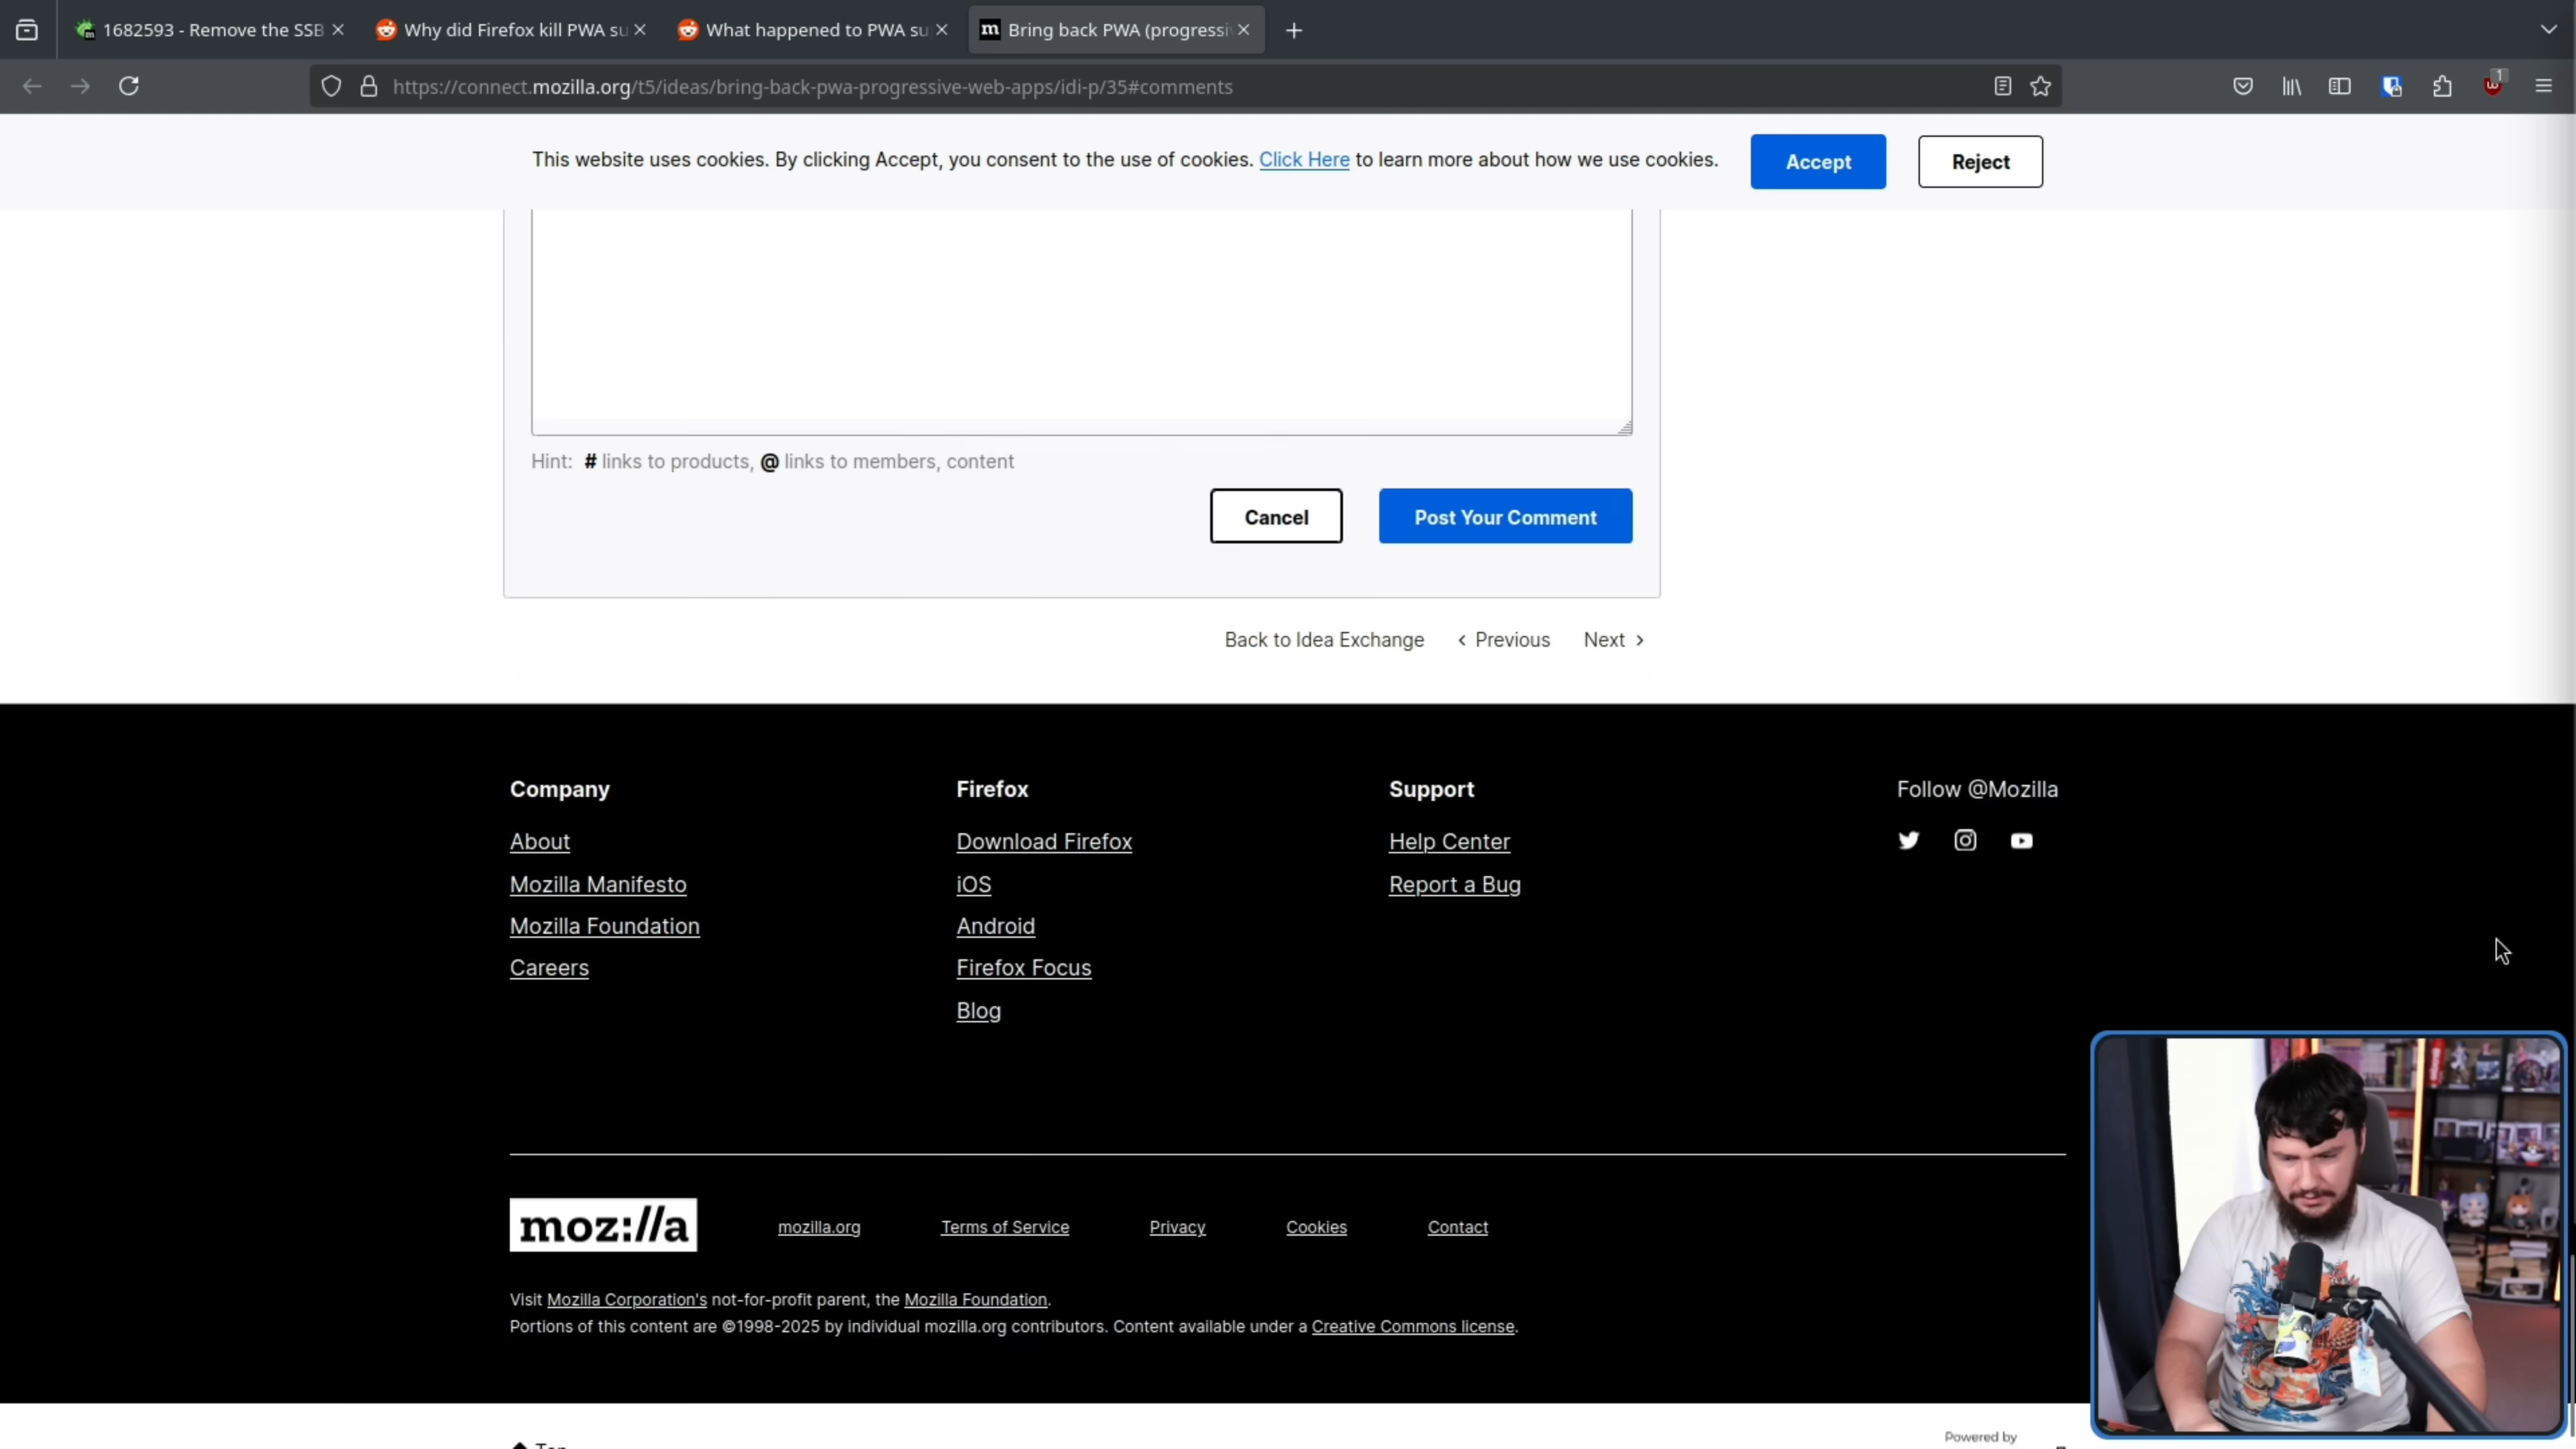 1682593 - Remove the SSB
Why did Firefox kill PWA su
What happened to PWA su
m Bring back PWA (progressi
https://connect.mozilla.org/t5/ideas/bring-back-pwa-progressive-web-apps/idi-p/35#comments
1
This website uses cookies. By clicking Accept, you consent to the use of cookies. Click Here to learn more about how we use cookies.
Accept
Reject
Hint: # links to products, @ links to members, content
Cancel
Post Your Comment
Back to Idea Exchange
‹ Previous
Next ›
Company
About
Mozilla Manifesto
Mozilla Foundation
Careers
Firefox
Download Firefox
iOS
Android
Firefox Focus
Blog
Support
Help Center
Report a Bug
Follow @Mozilla
moz://a
mozilla.org
Terms of Service
Privacy
Cookies
Contact
Visit Mozilla Corporation's not-for-profit parent, the Mozilla Foundation.
Portions of this content are ©1998-2025 by individual mozilla.org contributors. Content available under a Creative Commons license.
Powered by